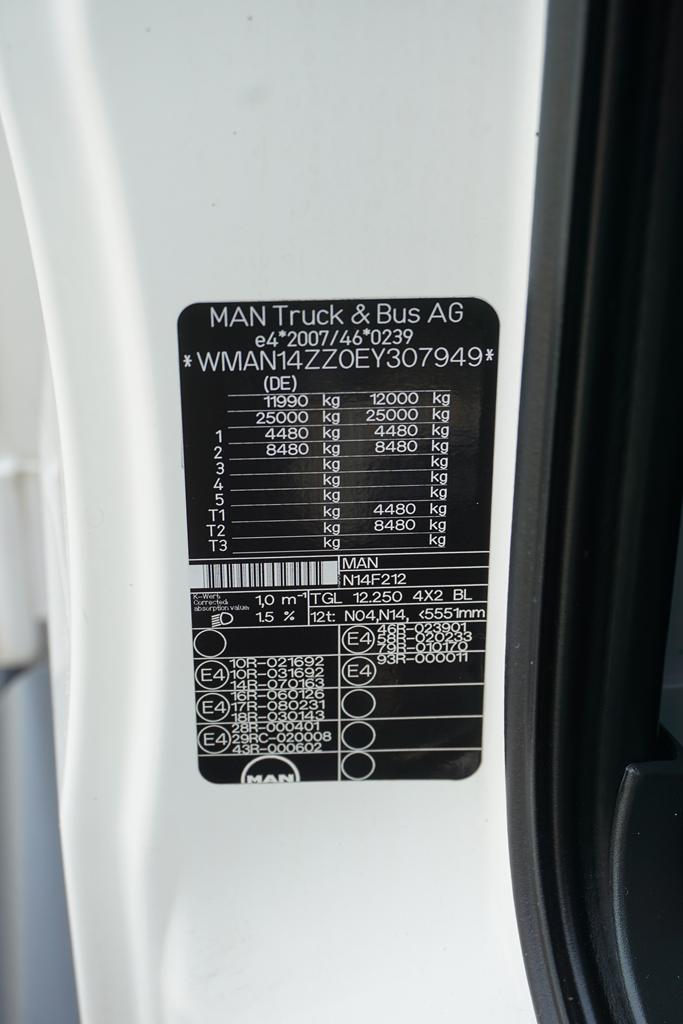 MAN Truck & Bus AG
e4*2007/46*0239
*WMAN14ZZ0EY307949*
(DE)
11990 kg 12000 kg
25000 kg 25000 kg
1 4480 kg 4480 kg
2 8480 kg 8480 kg
3 kg kg
4 kg kg
5 kg kg
T1 kg 4480 kg
T2 kg 8480 kg
T3 kg kg
MAN
N14F212
K-Wert:
Corrected
absorption value:
1,0 m⁻¹
TGL 12.250 4X2 BL
1.5 %
12t: N04,N14, <5551mm
E4
46R-023901
58R-020233
79R-010170
E4
93R-000011
E4
10R-021692
10R-031692
14R-070163
E4
16R-060126
17R-080231
18R-030143
E4
28R-000401
29RC-020008
43R-000602
MAN